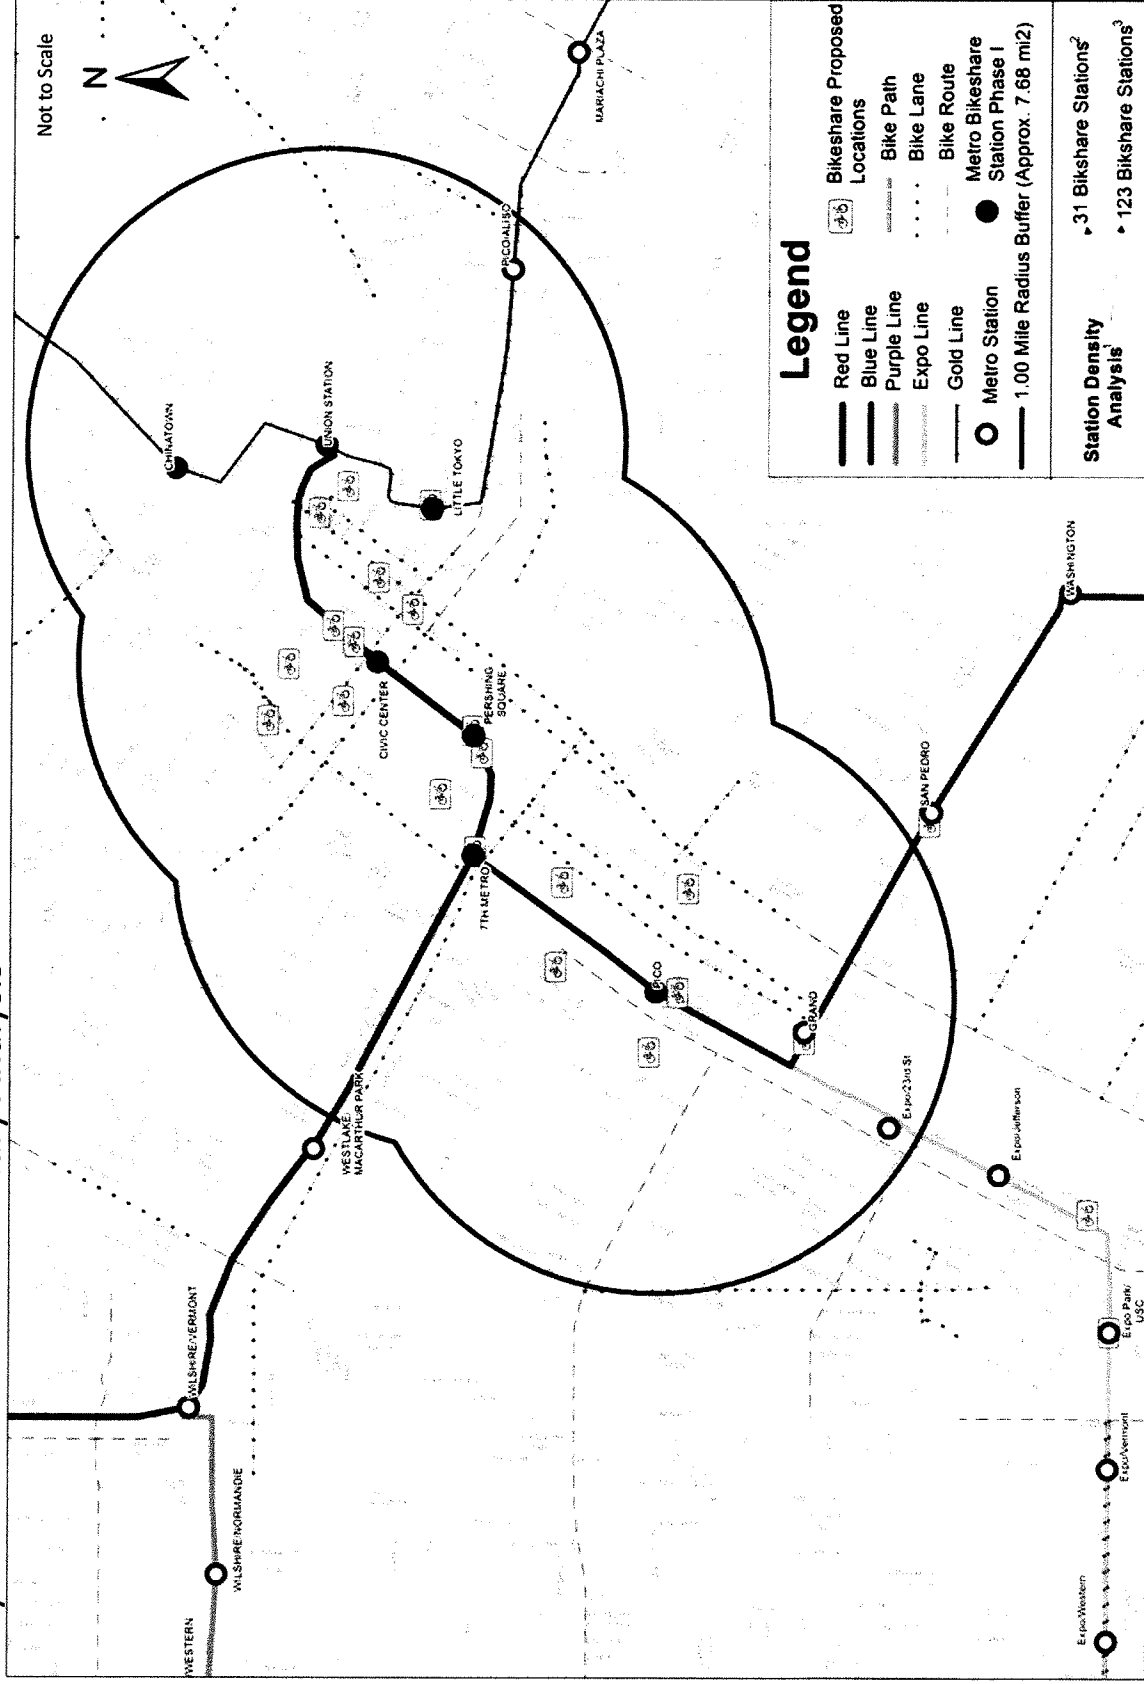 Not to Scale
N
CHINATOWN
UNION STATION
LITTLE TOKYO
PICO/ALISO
MARIACHI PLAZA
CIVIC CENTER
PERSHING
SQUARE
7TH METRO
WESTLAKE/
MACARTHUR PARK
WILSHIRE/VERMONT
WILSHIRE/NORMANDIE
WESTERN
PICO
GRAND
SAN PEDRO
WASHINGTON
Expo/23rd St
Expo/Jefferson
Expo Park/
USC
Expo/Vermont
Expo/Western
Legend
Red Line
Blue Line
Purple Line
Expo Line
Gold Line
Metro Station
1.00 Mile Radius Buffer (Approx. 7.68 mi2)
Bikeshare Proposed
Locations
Bike Path
Bike Lane
Bike Route
Metro Bikeshare
Station Phase I
Station Density
Analysis¹
31 Bikshare Stations²
123 Bikshare Stations³